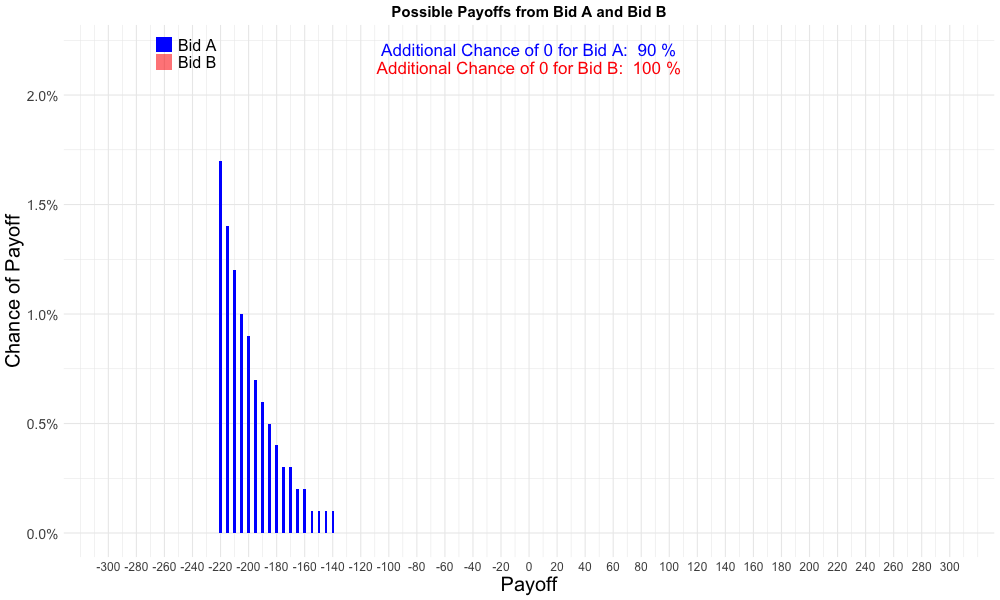 Possible Payoffs from Bid A and Bid B
Bid A
Bid B
Additional Chance of 0 for Bid A:  90 %
Additional Chance of 0 for Bid B:  100 %
Chance of Payoff
2.0%
1.5%
1.0%
0.5%
0.0%
-300 -280 -260 -240 -220 -200 -180 -160 -140 -120 -100 -80 -60 -40 -20 0 20 40 60 80 100 120 140 160 180 200 220 240 260 280 300
Payoff